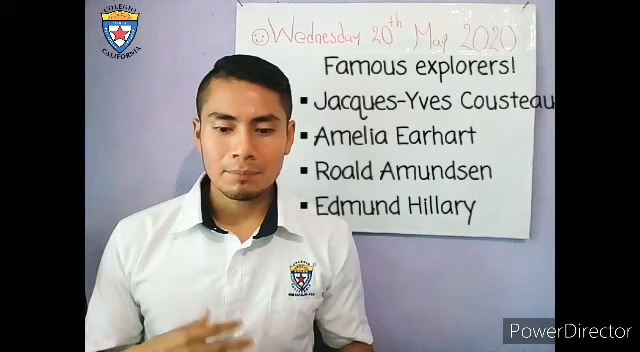 COLEGIO
CALIFORNIA
Wednesday 20th May 2020
Famous explorers!
▪ Jacques-Yves Cousteau
▪ Amelia Earhart
▪ Roald Amundsen
▪ Edmund Hillary
PowerDirector